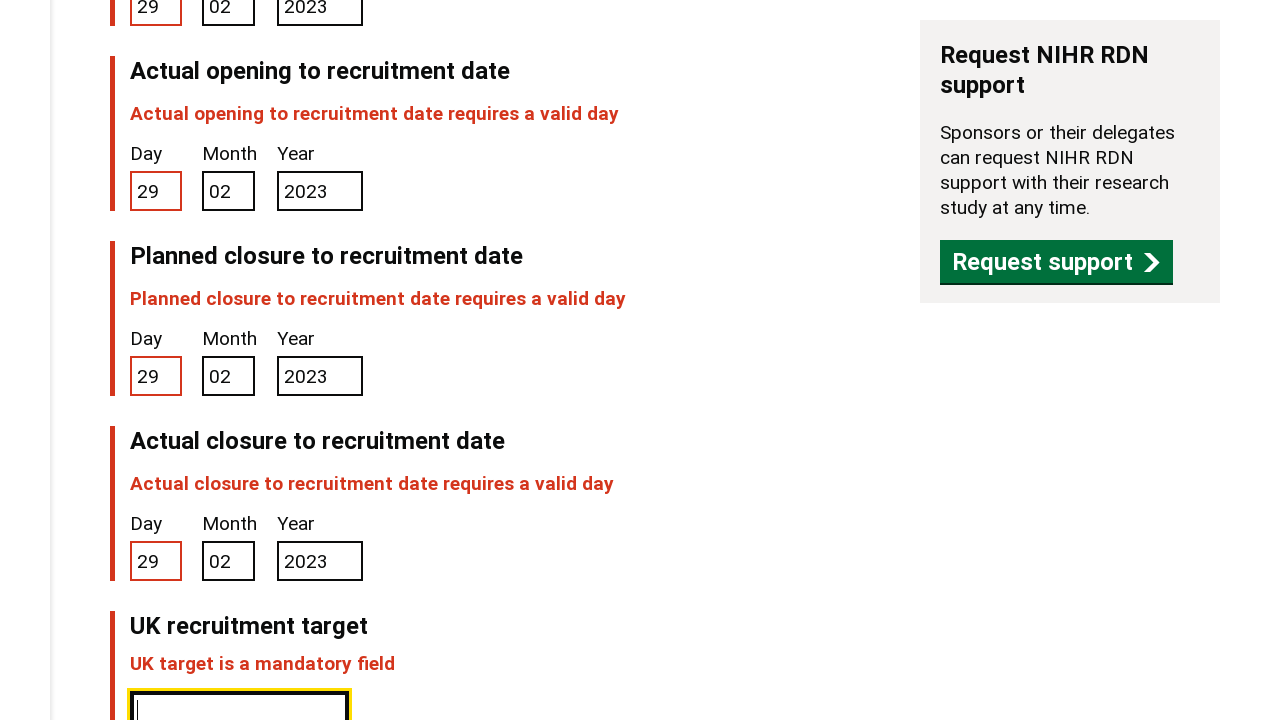 29 02 2023
Actual opening to recruitment date
Actual opening to recruitment date requires a valid day
Day Month Year
29 02 2023
Planned closure to recruitment date
Planned closure to recruitment date requires a valid day
Day Month Year
29 02 2023
Actual closure to recruitment date
Actual closure to recruitment date requires a valid day
Day Month Year
29 02 2023
UK recruitment target
UK target is a mandatory field
Request NIHR RDN
support
Sponsors or their delegates
can request NIHR RDN
support with their research
study at any time.
Request support